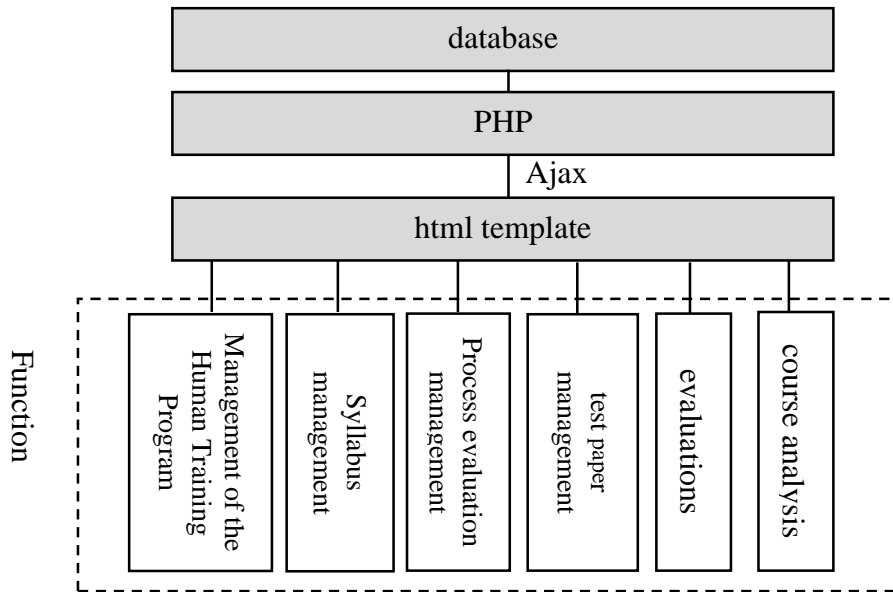 database
PHP
Ajax
html template
Function
Management of the
Human Training
Program
Syllabus
management
Process evaluation
management
test paper
management
evaluations
course analysis